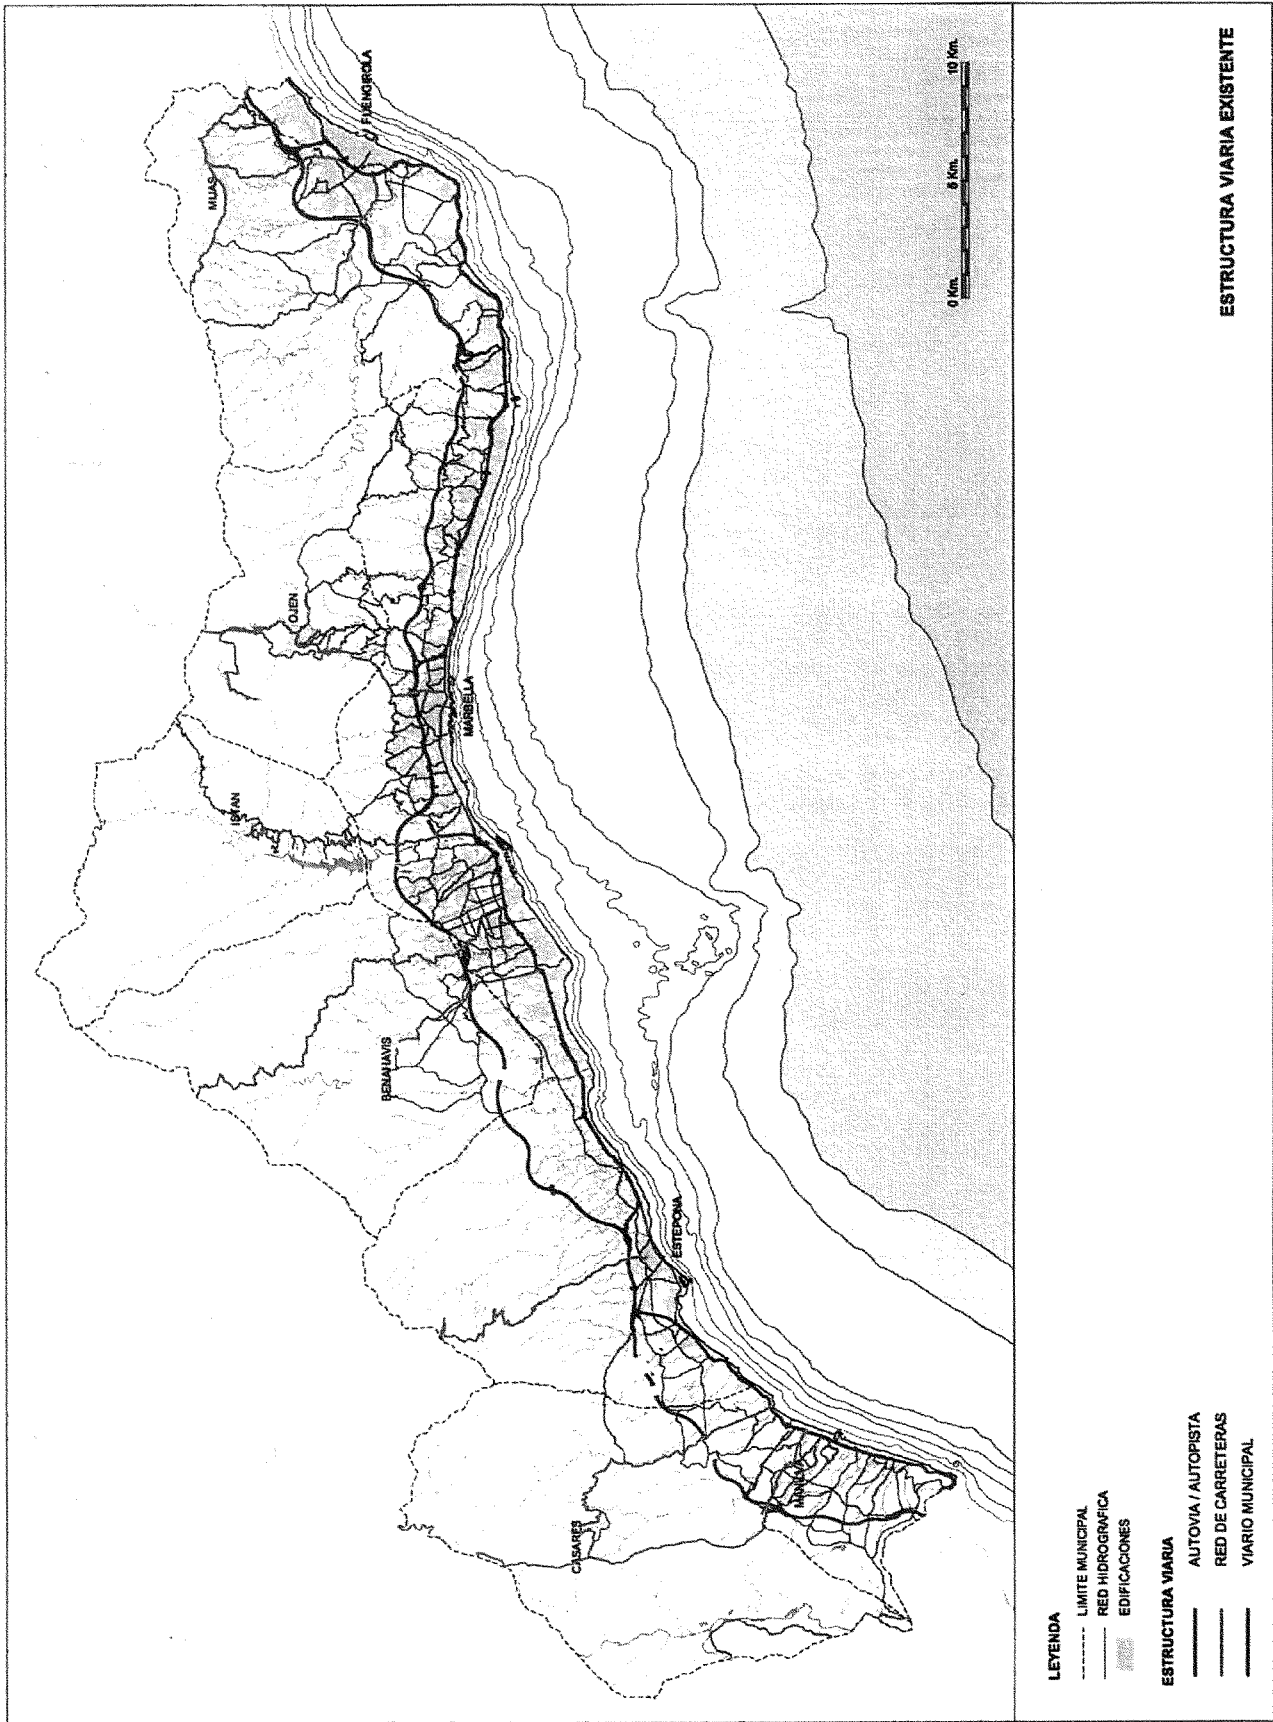 MIJAS
FUENGIROLA
OJEN
ISTAN
MARBELLA
BENAHAVIS
ESTEPONA
CASARES
MANILVA
0 Km.
5 Km.
10 Km.
LEYENDA
LIMITE MUNICIPAL
RED HIDROGRAFICA
EDIFICACIONES
ESTRUCTURA VIARIA
AUTOVIA / AUTOPISTA
RED DE CARRETERAS
VIARIO MUNICIPAL
ESTRUCTURA VIARIA EXISTENTE